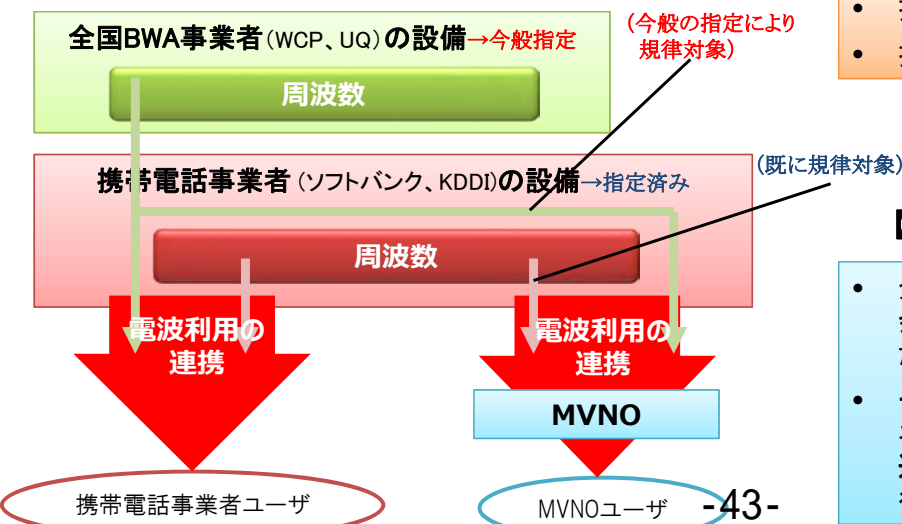 全国BWA事業者(WCP、UQ)の設備→今般指定
(今般の指定により
規律対象)
周波数
携帯電話事業者(ソフトバンク、KDDI)の設備→指定済み
(既に規律対象)
周波数
電波利用の
連携
電波利用の
連携
MVNO
携帯電話事業者ユーザ
MVNOユーザ
-43-